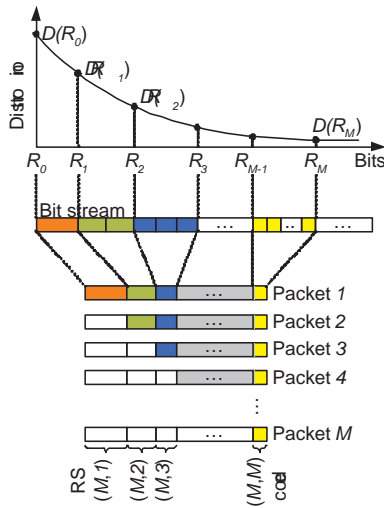 D(R0)
D(R1)
D(R2)
D(RM)
R0 R1 R2 R3 RM-1 RM Bits
Bit stream
... .. ...
... Packet 1
... Packet 2
... Packet 3
... Packet 4
⋮ ⋮
... Packet M
RS
(M,1)
(M,2)
(M,3)
(M,M)